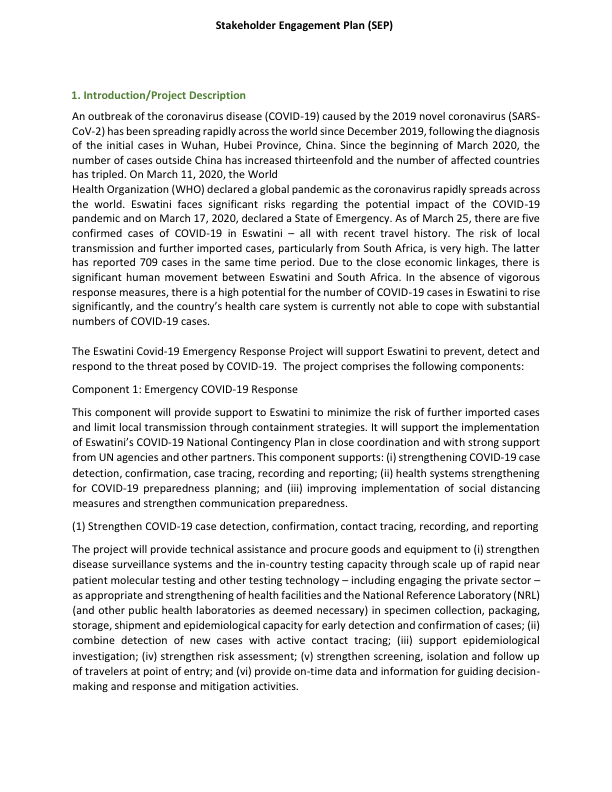 Stakeholder Engagement Plan (SEP)
1. Introduction/Project Description
An outbreak of the coronavirus disease (COVID-19) caused by the 2019 novel coronavirus (SARS-
CoV-2) has been spreading rapidly across the world since December 2019, following the diagnosis
of the initial cases in Wuhan, Hubei Province, China. Since the beginning of March 2020, the
number of cases outside China has increased thirteenfold and the number of affected countries
has tripled. On March 11, 2020, the World
Health Organization (WHO) declared a global pandemic as the coronavirus rapidly spreads across
the world. Eswatini faces significant risks regarding the potential impact of the COVID-19
pandemic and on March 17, 2020, declared a State of Emergency. As of March 25, there are five
confirmed cases of COVID-19 in Eswatini – all with recent travel history. The risk of local
transmission and further imported cases, particularly from South Africa, is very high. The latter
has reported 709 cases in the same time period. Due to the close economic linkages, there is
significant human movement between Eswatini and South Africa. In the absence of vigorous
response measures, there is a high potential for the number of COVID-19 cases in Eswatini to rise
significantly, and the country’s health care system is currently not able to cope with substantial
numbers of COVID-19 cases.
The Eswatini Covid-19 Emergency Response Project will support Eswatini to prevent, detect and
respond to the threat posed by COVID-19. The project comprises the following components:
Component 1: Emergency COVID-19 Response
This component will provide support to Eswatini to minimize the risk of further imported cases
and limit local transmission through containment strategies. It will support the implementation
of Eswatini’s COVID-19 National Contingency Plan in close coordination and with strong support
from UN agencies and other partners. This component supports: (i) strengthening COVID-19 case
detection, confirmation, case tracing, recording and reporting; (ii) health systems strengthening
for COVID-19 preparedness planning; and (iii) improving implementation of social distancing
measures and strengthen communication preparedness.
(1) Strengthen COVID-19 case detection, confirmation, contact tracing, recording, and reporting
The project will provide technical assistance and procure goods and equipment to (i) strengthen
disease surveillance systems and the in-country testing capacity through scale up of rapid near
patient molecular testing and other testing technology – including engaging the private sector –
as appropriate and strengthening of health facilities and the National Reference Laboratory (NRL)
(and other public health laboratories as deemed necessary) in specimen collection, packaging,
storage, shipment and epidemiological capacity for early detection and confirmation of cases; (ii)
combine detection of new cases with active contact tracing; (iii) support epidemiological
investigation; (iv) strengthen risk assessment; (v) strengthen screening, isolation and follow up
of travelers at point of entry; and (vi) provide on-time data and information for guiding decision-
making and response and mitigation activities.